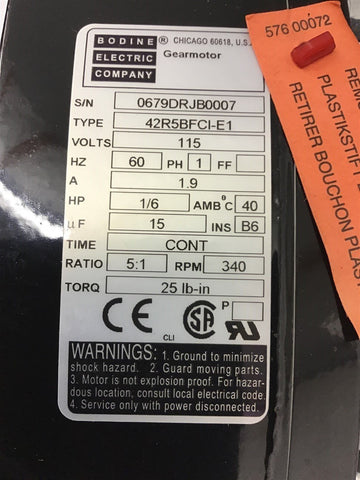 BODINE ® CHICAGO 60618, U.S.
ELECTRIC Gearmotor
COMPANY
S/N 0679DRJB0007
TYPE 42R5BFCI-E1
VOLTS 115
HZ 60 PH 1 FF
A 1.9
HP 1/6 AMB°C 40
µF 15 INS B6
TIME CONT
RATIO 5:1 RPM 340
TORQ 25 lb-in
CE CLI SA P RU
WARNINGS: 1. Ground to minimize
shock hazard. 2. Guard moving parts.
3. Motor is not explosion proof. For hazar-
dous location, consult local electrical code.
4. Service only with power disconnected.
576 00072
PLASTIKSTIFT
RETIRER BOUCHON PLASTI